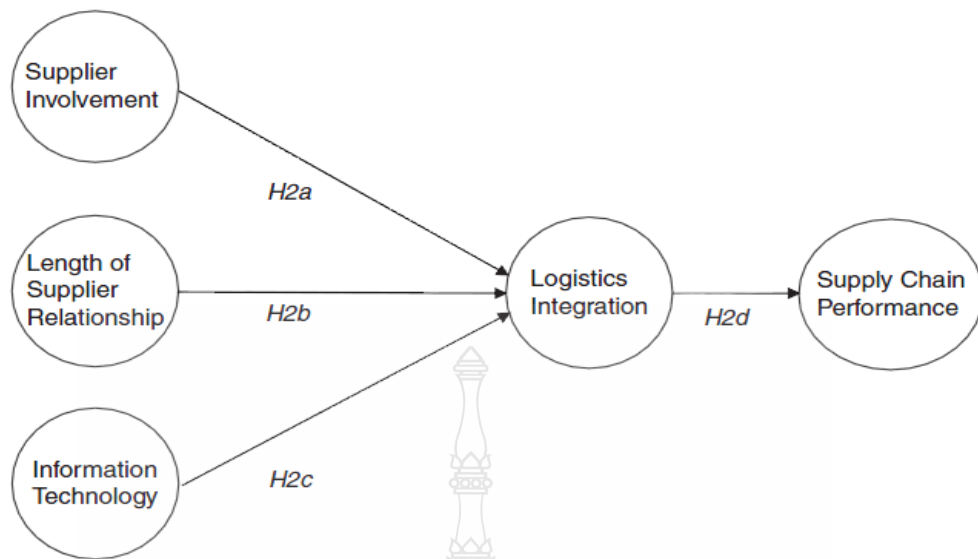 Supplier
Involvement
H2a
Length of
Supplier
Relationship
H2b
Logistics
Integration
H2d
Supply Chain
Performance
Information
Technology
H2c